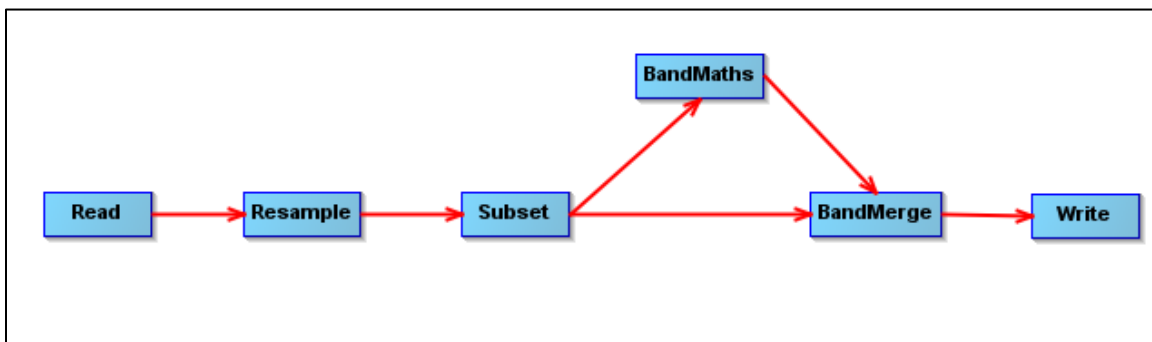 BandMaths
Read
Resample
Subset
BandMerge
Write